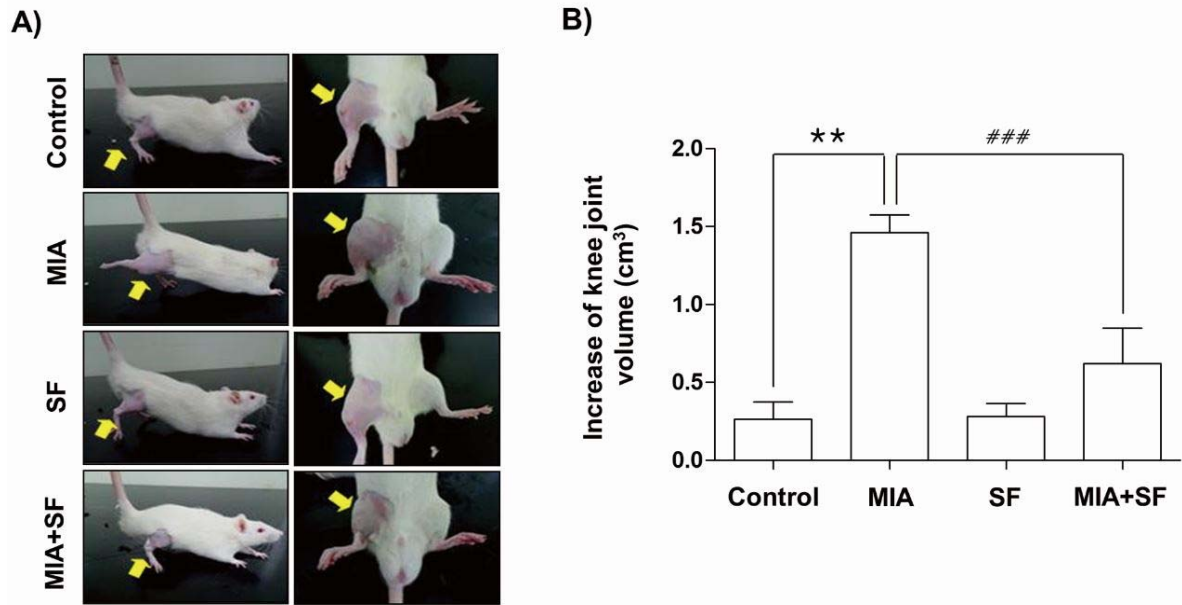 A)
Control
MIA
SF
MIA+SF
B)
Increase of knee joint
volume (cm³)
** ###
2.0
1.5
1.0
0.5
0.0
Control MIA SF MIA+SF